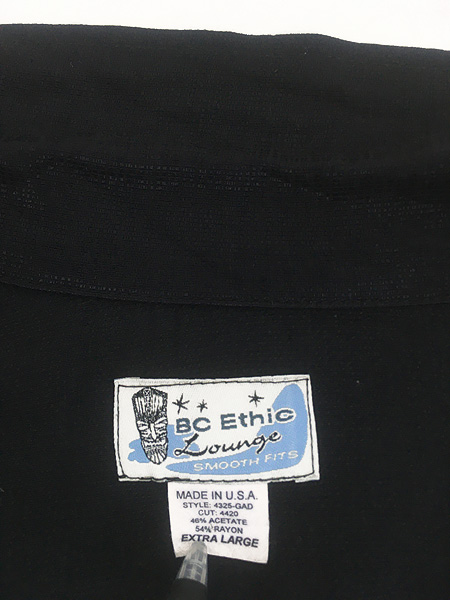 BC Ethic
Lounge
SMOOTH FITS
MADE IN U.S.A.
STYLE: 4325-GAD
CUT: 4420
46% ACETATE
54% RAYON
EXTRA LARGE